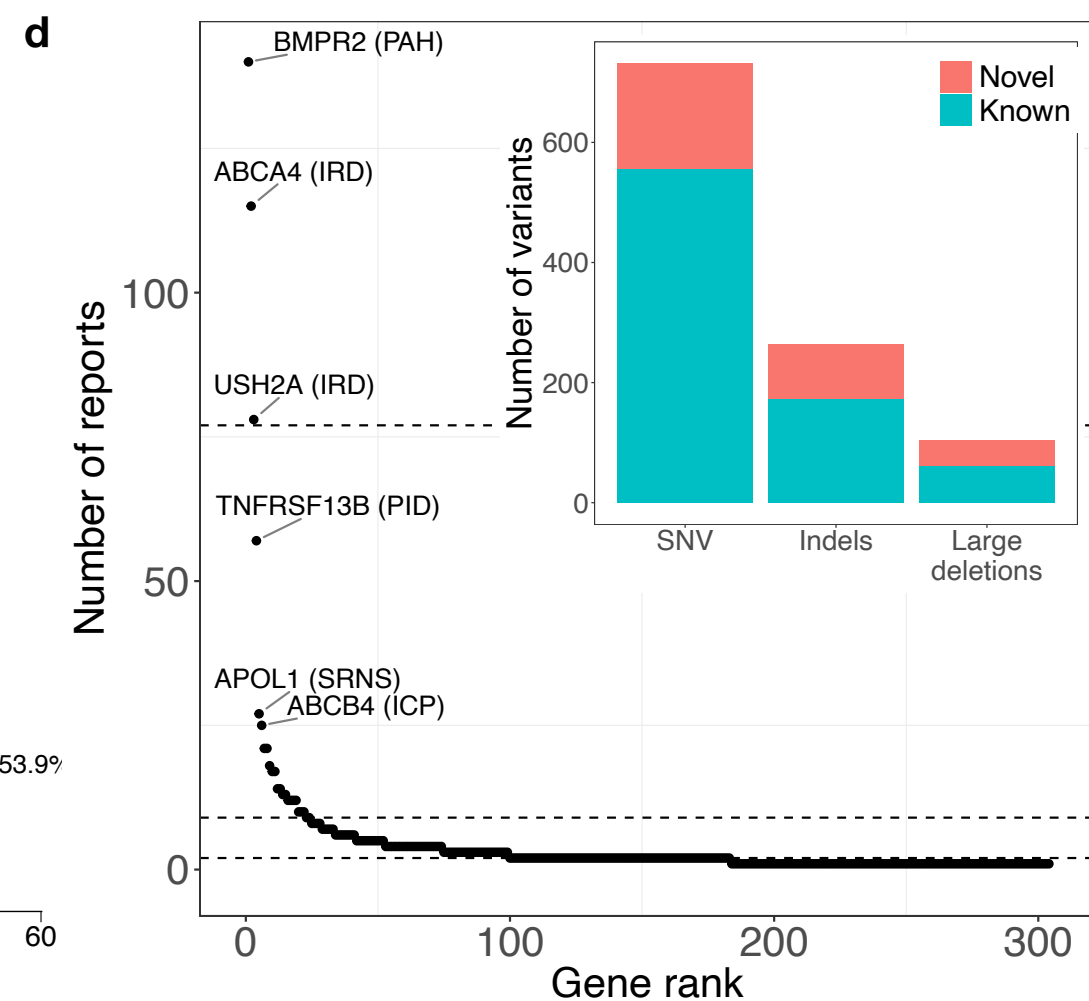 d
BMPR2 (PAH)
ABCA4 (IRD)
USH2A (IRD)
TNFRSF13B (PID)
APOL1 (SRNS)
ABCB4 (ICP)
Number of reports
100
50
0
0
100
200
300
Gene rank
Novel
Known
Number of variants
600
400
200
0
SNV
Indels
Large
deletions
53.9%
60